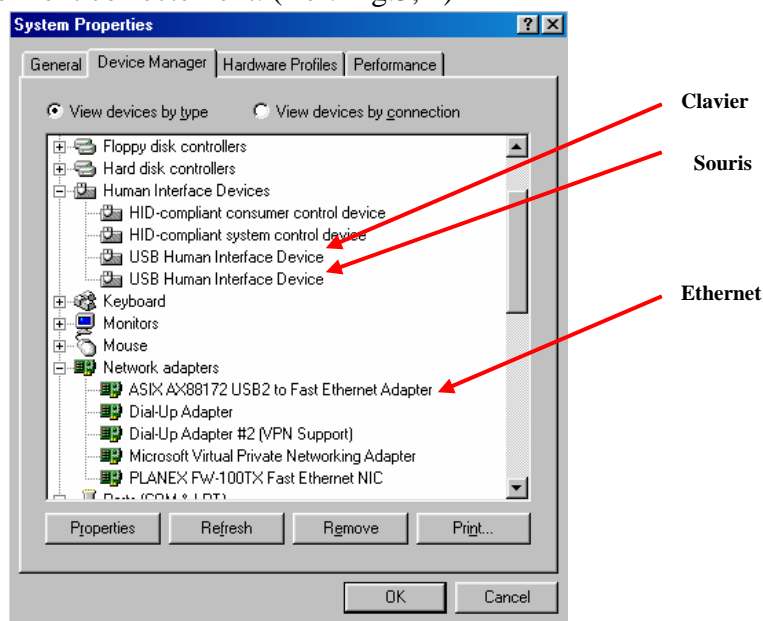 System Properties
General Device Manager Hardware Profiles Performance
View devices by type View devices by connection
Clavier
Floppy disk controllers
Hard disk controllers
Souris
Human Interface Devices
HID-compliant consumer control device
HID-compliant system control device
USB Human Interface Device
USB Human Interface Device
Ethernet
Keyboard
Monitors
Mouse
Network adapters
ASIX AX88172 USB2 to Fast Ethernet Adapter
Dial-Up Adapter
Dial-Up Adapter #2 (VPN Support)
Microsoft Virtual Private Networking Adapter
PLANEX FW-100TX Fast Ethernet NIC
Ports (COM & LPT)
Properties Refresh Remove Print...
OK Cancel